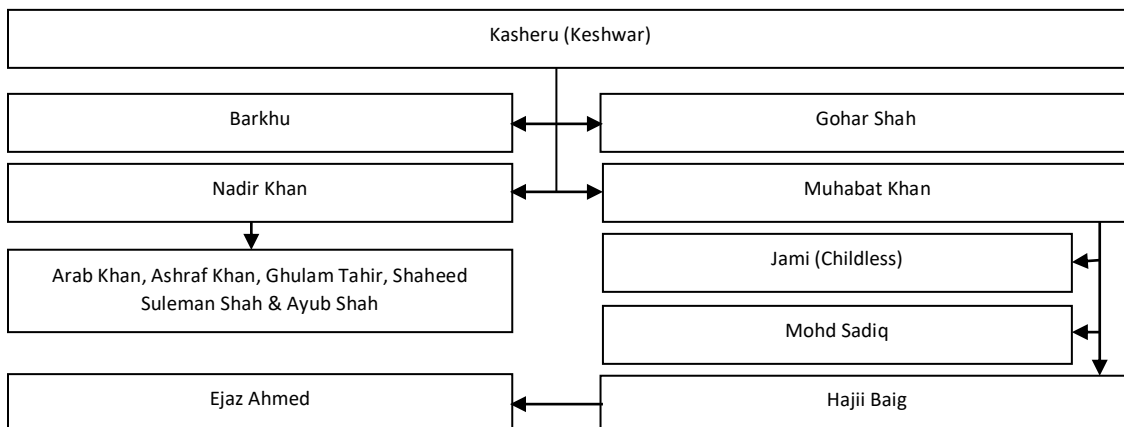 Kasheru (Keshwar)
Barkhu
Gohar Shah
Nadir Khan
Muhabat Khan
Arab Khan, Ashraf Khan, Ghulam Tahir, Shaheed
Suleman Shah & Ayub Shah
Jami (Childless)
Mohd Sadiq
Ejaz Ahmed
Hajii Baig